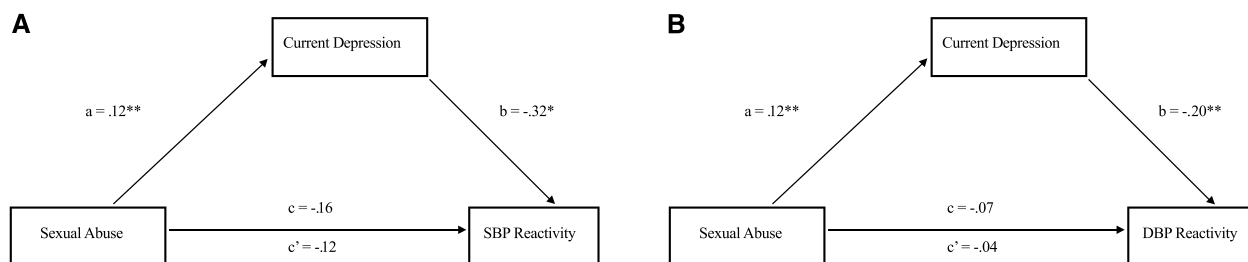 A
Current Depression
a = .12**
b = -.32*
c = -.16
Sexual Abuse
SBP Reactivity
c’ = -.12
B
Current Depression
a = .12**
b = -.20**
c = -.07
Sexual Abuse
DBP Reactivity
c’ = -.04